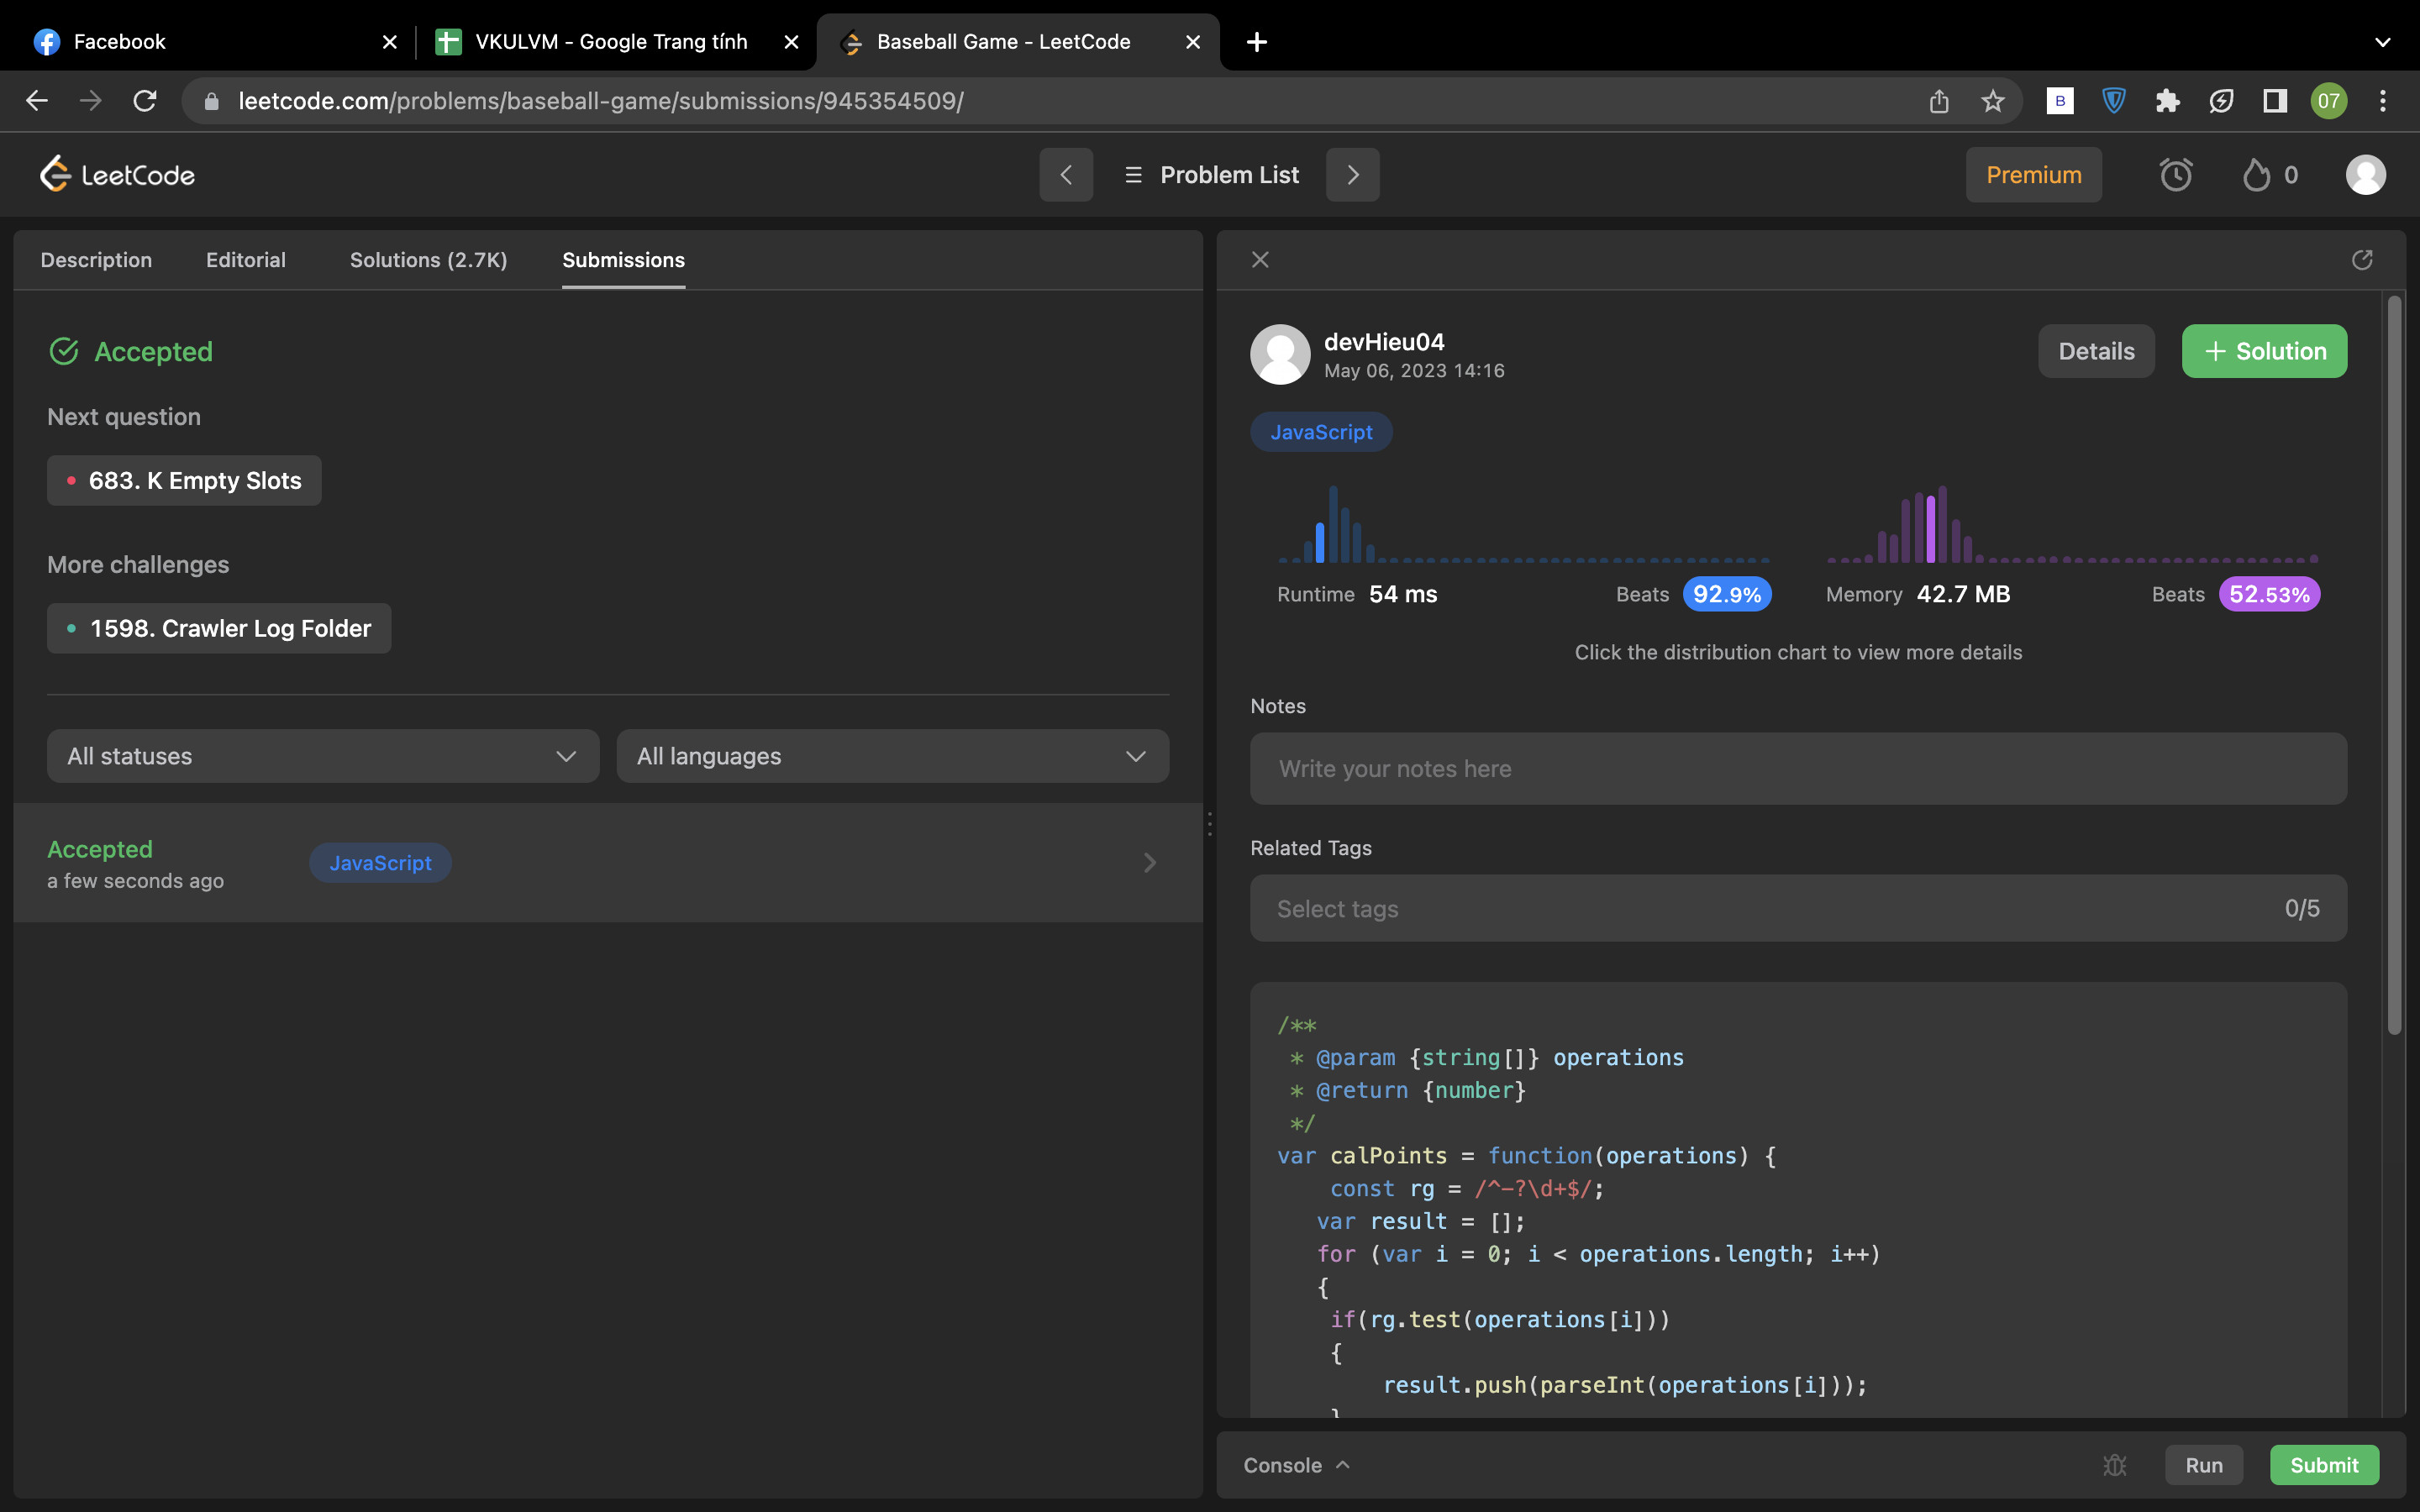 Facebook
VKULVM - Google Trang tính
Baseball Game - LeetCode
leetcode.com/problems/baseball-game/submissions/945354509/
B
07
LeetCode
Problem List
Premium
0
Description
Editorial
Solutions (2.7K)
Submissions
Accepted
Next question
683. K Empty Slots
More challenges
1598. Crawler Log Folder
All statuses
All languages
Accepted
a few seconds ago
JavaScript
devHieu04
May 06, 2023 14:16
Details
+ Solution
JavaScript
Runtime 54 ms
Beats 92.9%
Memory 42.7 MB
Beats 52.53%
Click the distribution chart to view more details
Notes
Write your notes here
Related Tags
Select tags
0/5
/**
 * @param {string[]} operations
 * @return {number}
 */
var calPoints = function(operations) {
    const rg = /^-?\d+$/;
   var result = [];
   for (var i = 0; i < operations.length; i++)
   {
    if(rg.test(operations[i]))
    {
        result.push(parseInt(operations[i]));
    }
Console
Run
Submit